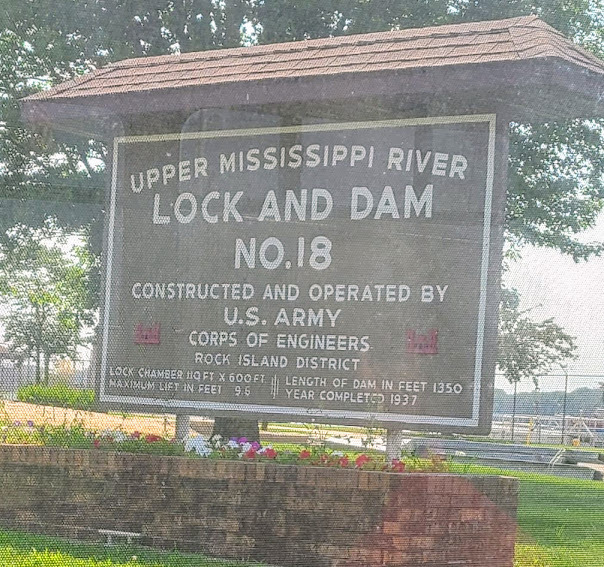 UPPER MISSISSIPPI RIVER
LOCK AND DAM
NO.18
CONSTRUCTED AND OPERATED BY
U.S. ARMY
CORPS OF ENGINEERS
ROCK ISLAND DISTRICT
LOCK CHAMBER 110 FT X 600 FT
MAXIMUM LIFT IN FEET 9.8
LENGTH OF DAM IN FEET 1350
YEAR COMPLETED 1937